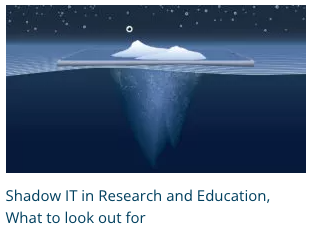 Shadow IT in Research and Education,
What to look out for